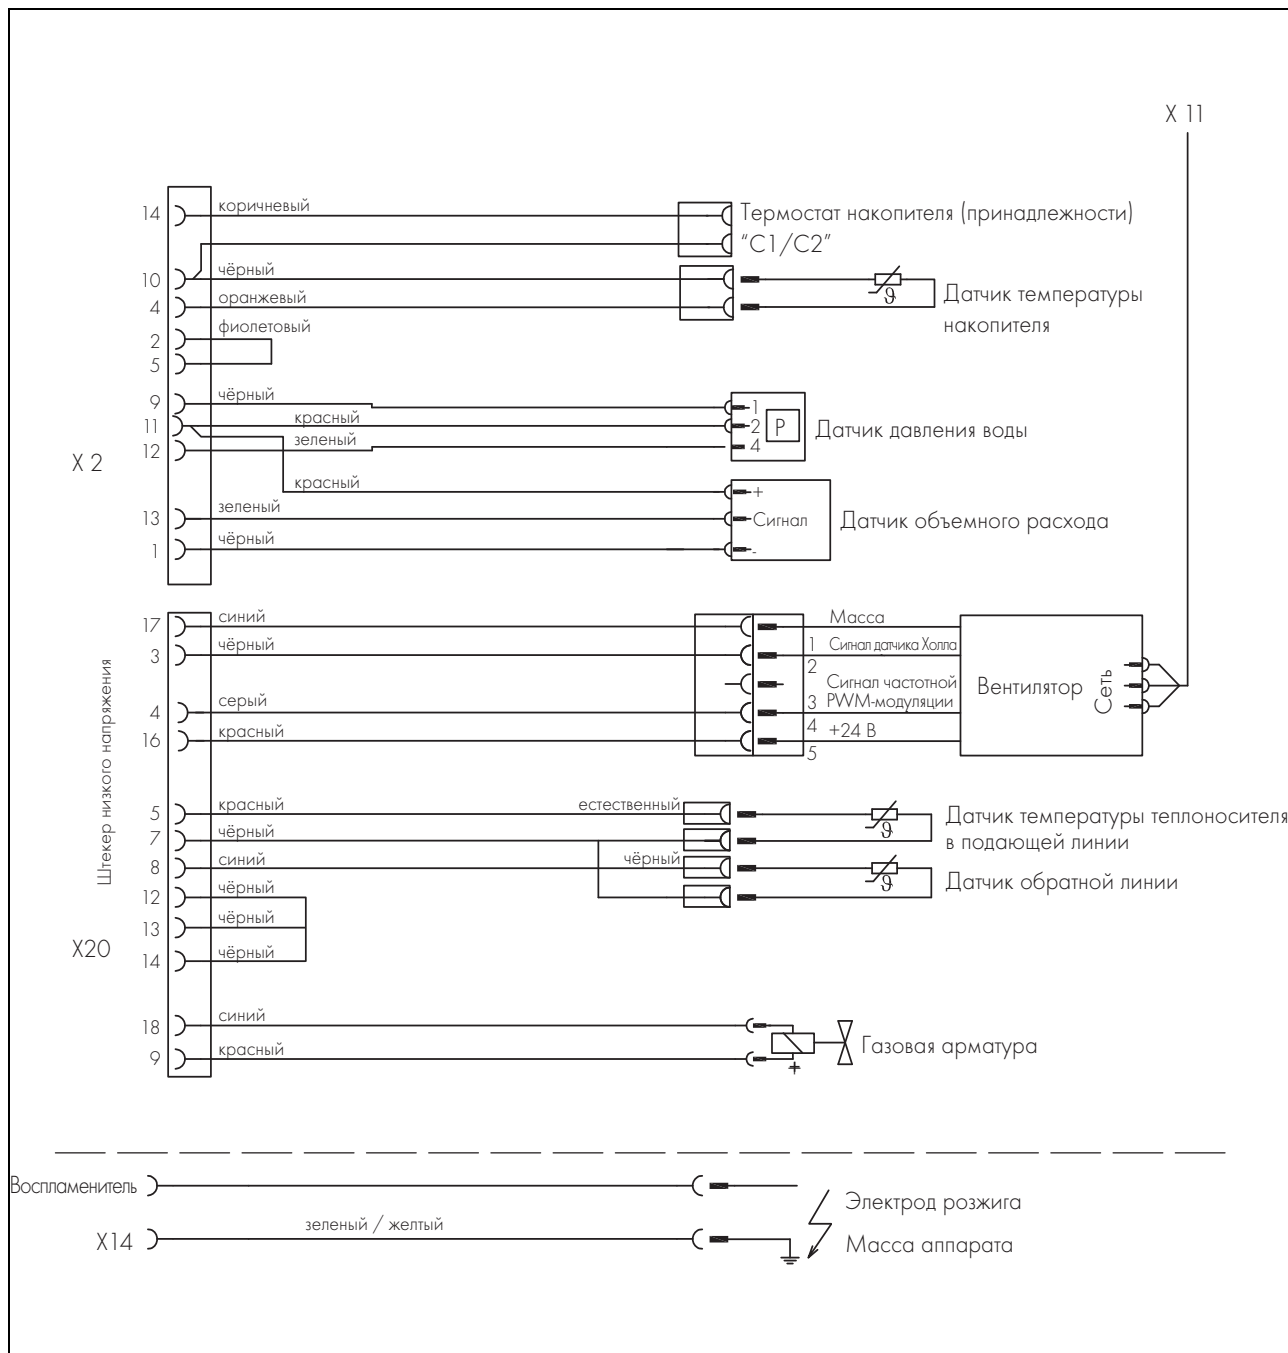 X 11
14 коричневый Термостат накопителя (принадлежности)
“C1/C2”
10 чёрный
4 оранжевый ϑ Датчик температуры
накопителя
2 фиолетовый
5
9 чёрный 1
11 красный 2 P Датчик давления воды
12 зеленый 4
X 2
красный +
13 зеленый Сигнал Датчик объемного расхода
1 чёрный -
17 синий Масса
3 чёрный 1 Сигнал датчика Холла
2
Сигнал частотной
4 серый 3 PWM-модуляции
16 красный 4 +24 В
5
Вентилятор
Сеть
Штекер низкого напряжения
5 красный естественный ϑ Датчик температуры теплоносителя
7 чёрный в подающей линии
8 синий чёрный ϑ Датчик обратной линии
12 чёрный
13 чёрный
X20
14 чёрный
18 синий
9 красный + Газовая арматура
Воспламенитель Электрод розжига
X14 зеленый / желтый Масса аппарата